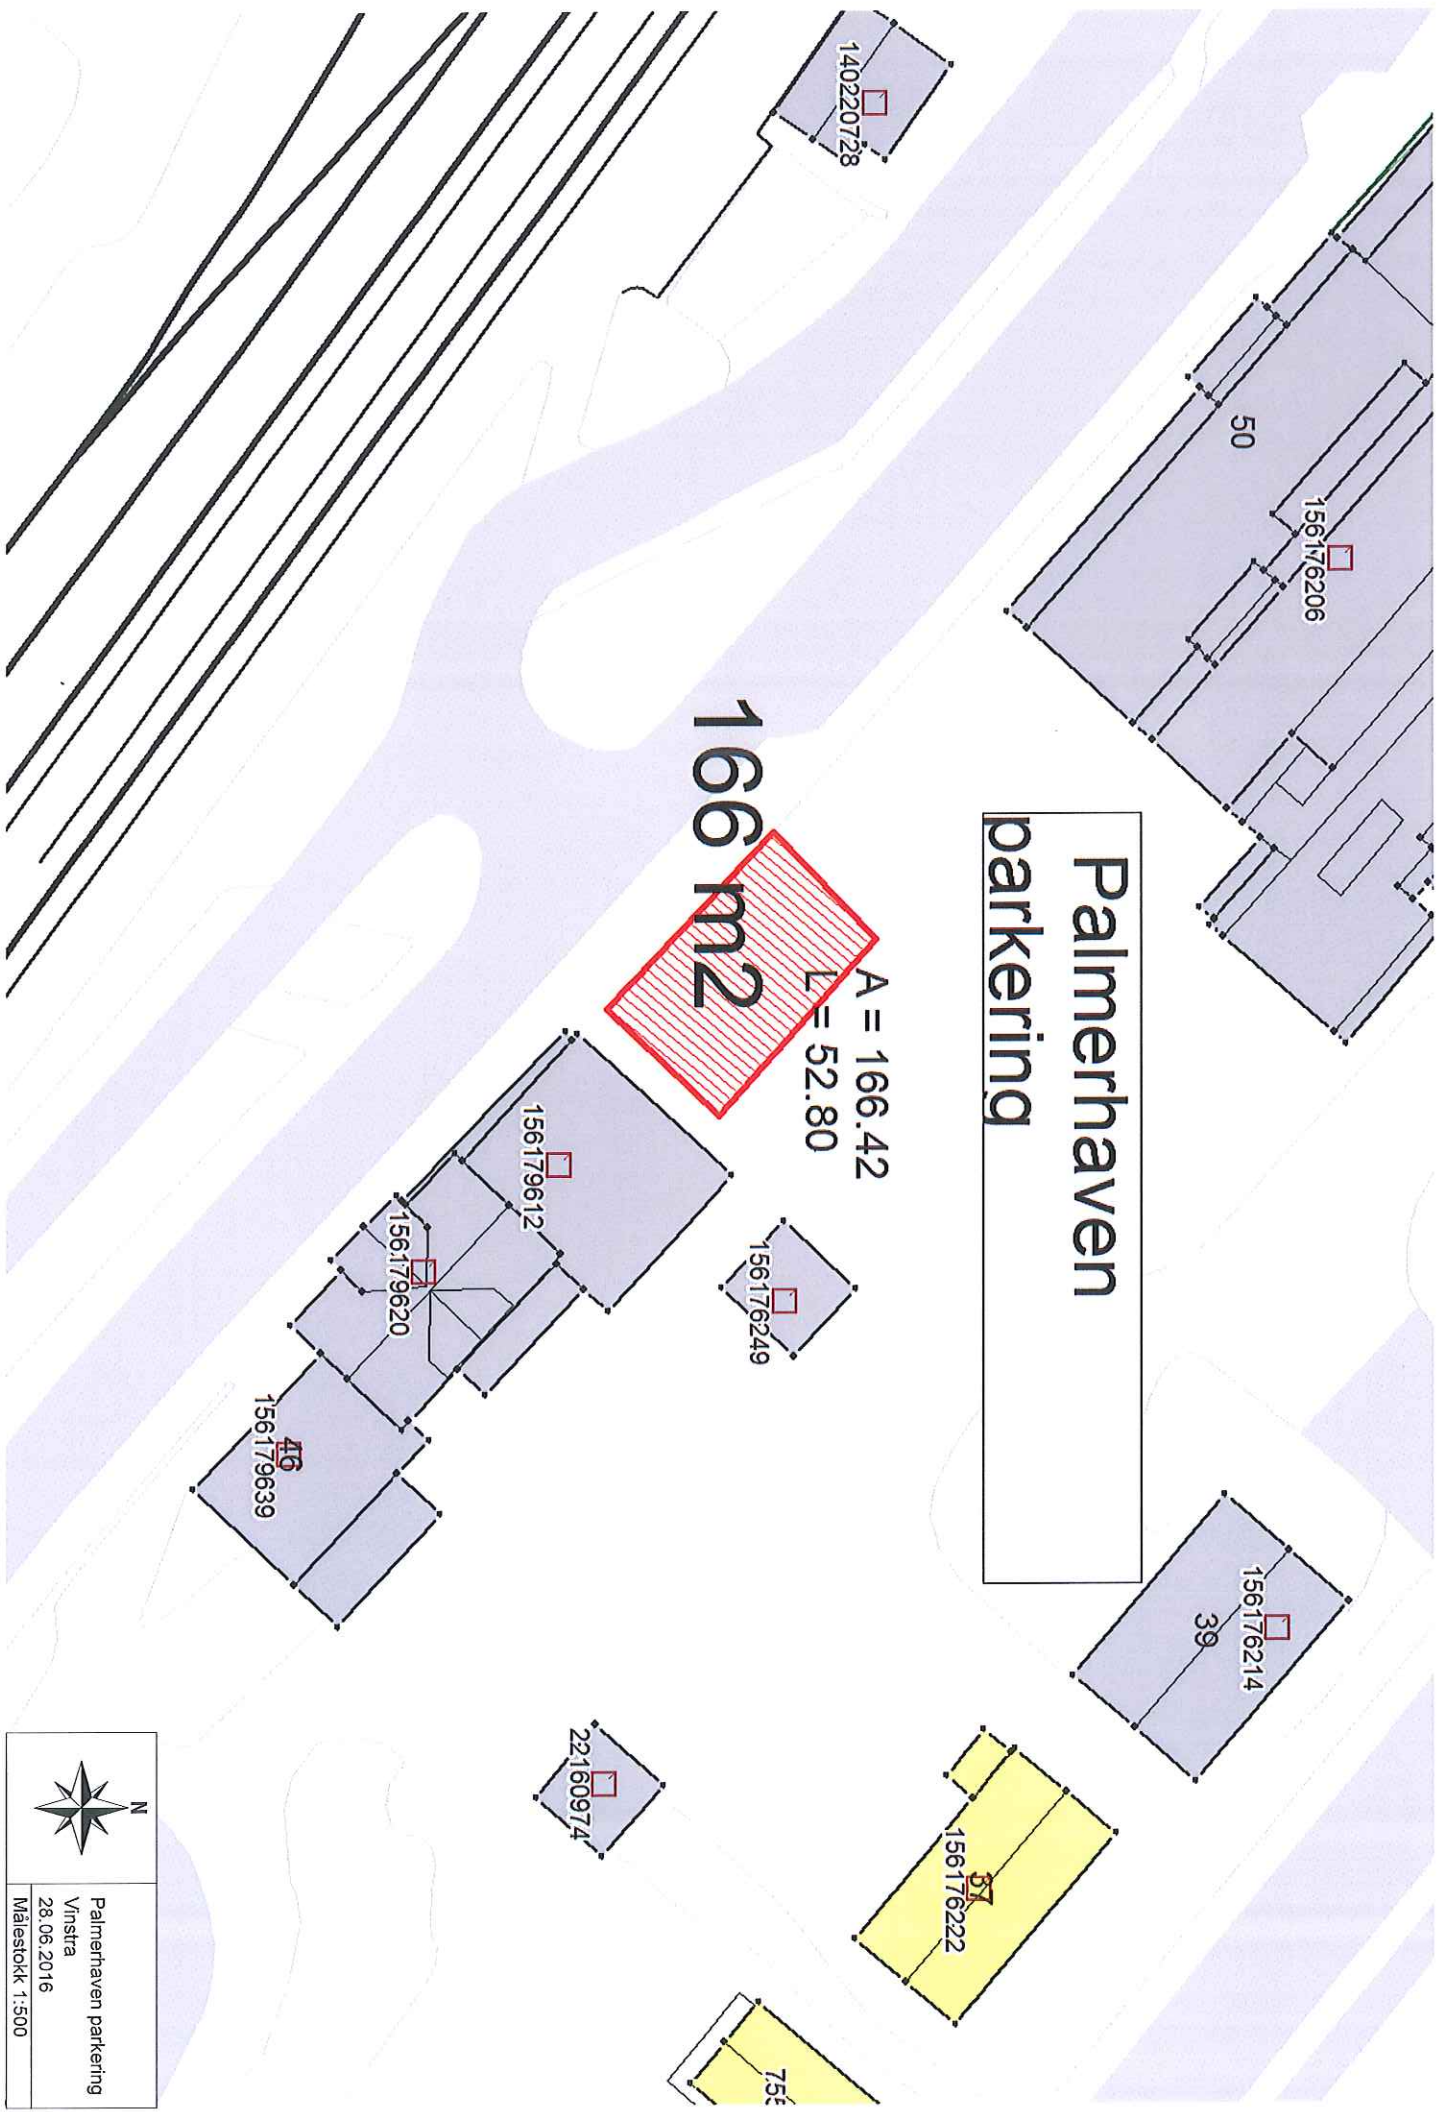 Palmerhaven
parkering
140220728
50
156176206
166 m2
A = 166.42
L = 52.80
156179612
156179620
46
156179639
156176249
156176214
39
37
156176222
22160974
755
N
Palmerhaven parkering
Vinstra
28.06.2016
Målestokk 1:500